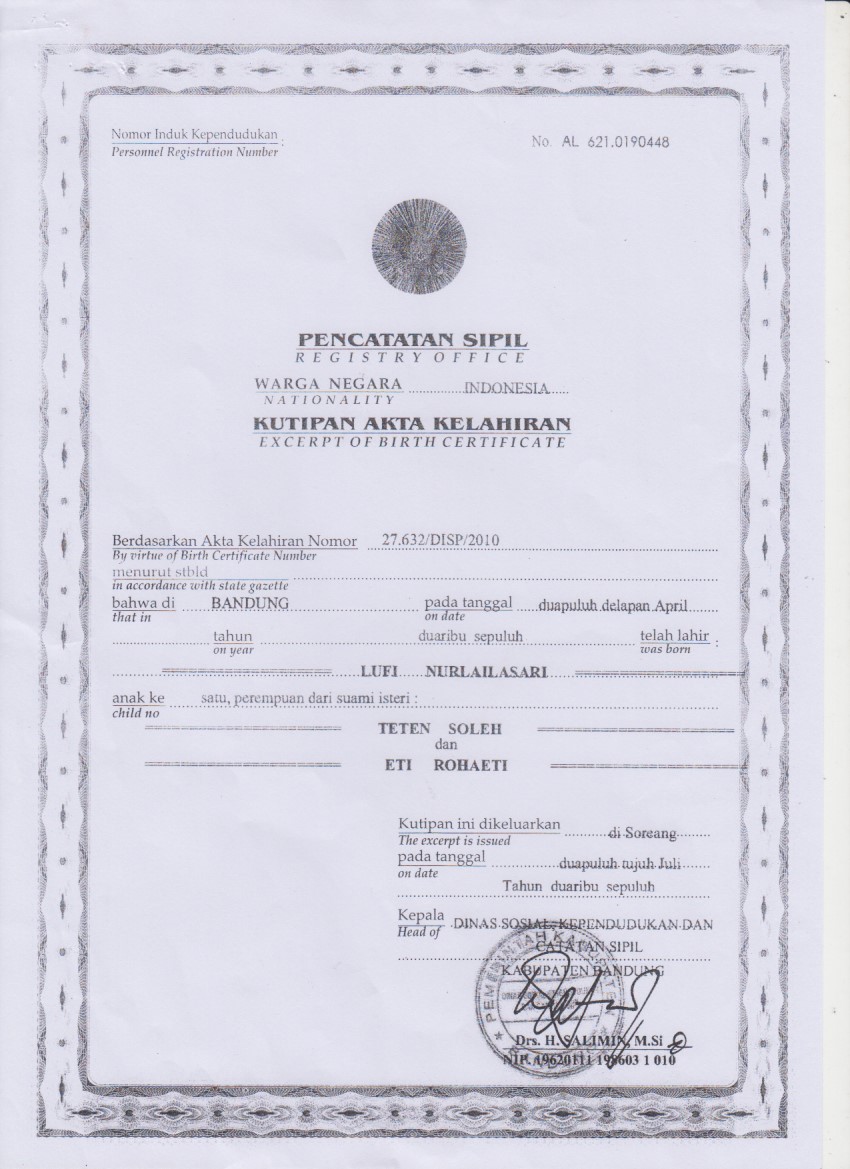 Nomor Induk Kependudukan :
Personnel Registration Number
No. AL 621.0190448
PENCATATAN SIPIL
REGISTRY OFFICE
WARGA NEGARA INDONESIA
NATIONALITY
KUTIPAN AKTA KELAHIRAN
EXCERPT OF BIRTH CERTIFICATE
Berdasarkan Akta Kelahiran Nomor 27.632/DISP/2010
By virtue of Birth Certificate Number
menurut stbld
in accordance with state gazette
bahwa di BANDUNG pada tanggal duapuluh delapan April
that in on date
tahun duaribu sepuluh telah lahir :
on year was born
LUFI NURLAILASARI
anak ke satu, perempuan dari suami isteri :
child no
TETEN SOLEH
dan
ETI ROHAETI
Kutipan ini dikeluarkan di Soreang
The excerpt is issued
pada tanggal duapuluh tujuh Juli
on date
Tahun duaribu sepuluh
Kepala DINAS SOSIAL, KEPENDUDUKAN DAN
Head of
CATATAN SIPIL
KABUPATEN BANDUNG
PEMERINTAH KABUPATEN
Drs. H. SALIMIN, M.Si
NIP. 19620111 198603 1 010